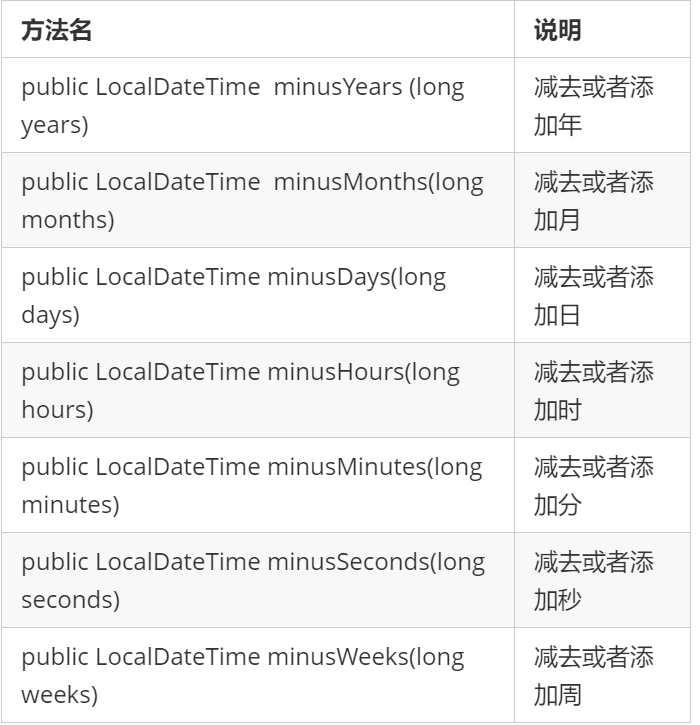 方法名 说明
public LocalDateTime  minusYears (long
years)
减去或者添
加年
public LocalDateTime  minusMonths(long
months)
减去或者添
加月
public LocalDateTime minusDays(long
days)
减去或者添
加日
public LocalDateTime minusHours(long
hours)
减去或者添
加时
public LocalDateTime minusMinutes(long
minutes)
减去或者添
加分
public LocalDateTime minusSeconds(long
seconds)
减去或者添
加秒
public LocalDateTime minusWeeks(long
weeks)
减去或者添
加周